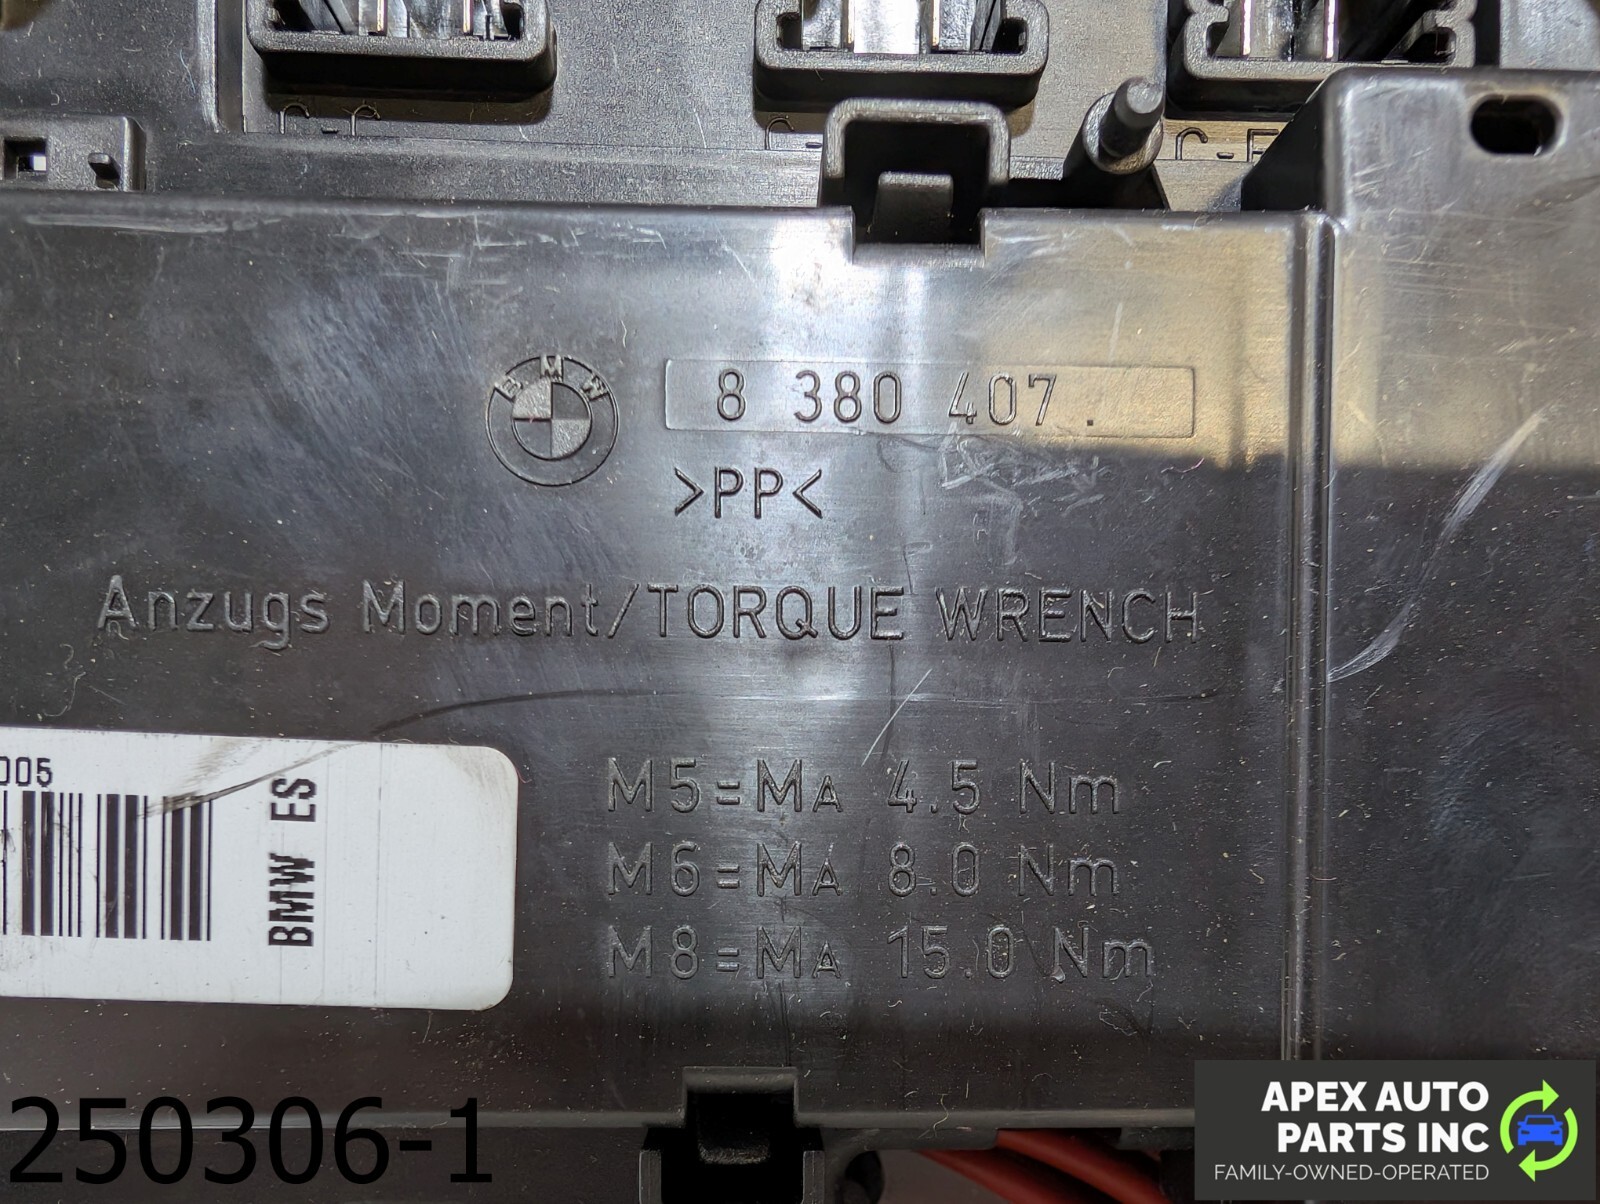 C-C
C-
C-E
BMW
8 380 407.
>PP<
Anzugs Moment/TORQUE WRENCH
005
BMW ES
M5=MA 4.5 Nm
M6=MA 8.0 Nm
M8=MA 15.0 Nm
250306-1
APEX AUTO
PARTS INC
FAMILY-OWNED-OPERATED